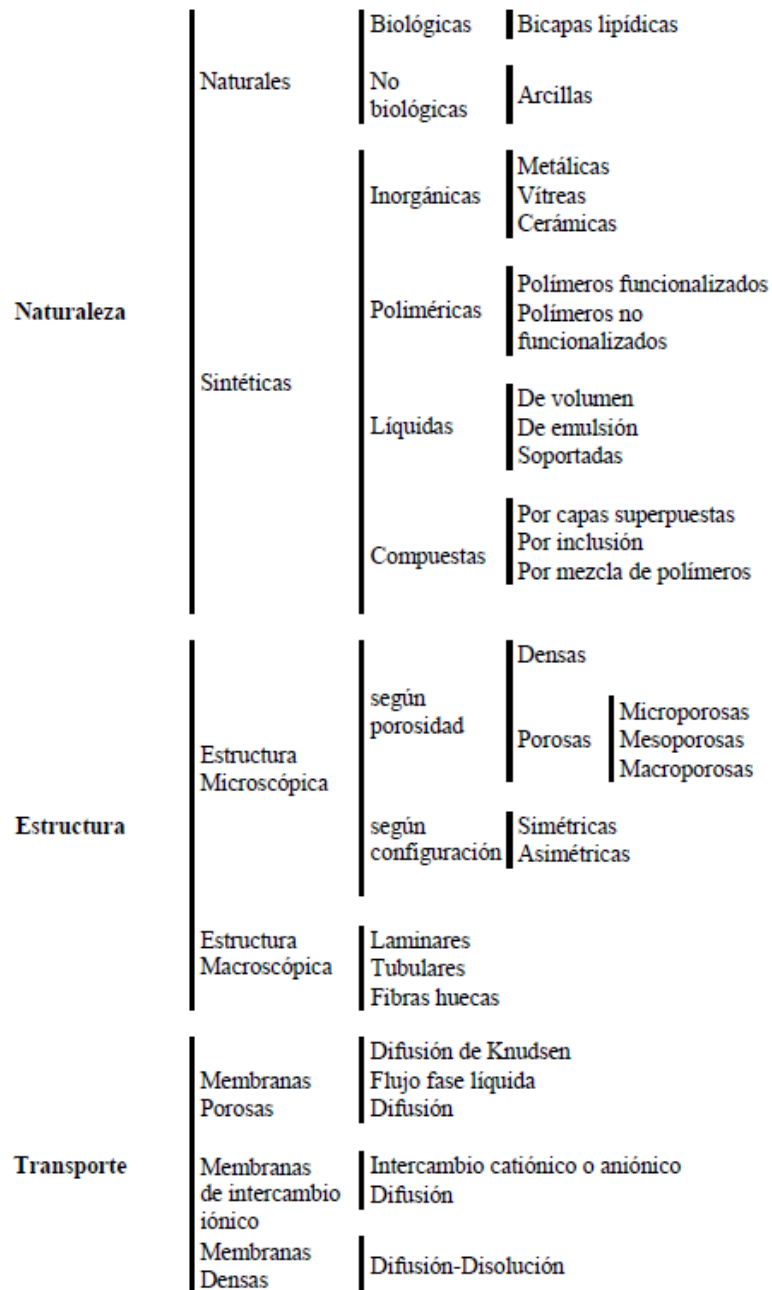 Naturaleza
Naturales
Biológicas
Bicapas lipídicas
No
biológicas
Arcillas
Sintéticas
Inorgánicas
Metálicas
Vítreas
Cerámicas
Poliméricas
Polímeros funcionalizados
Polímeros no
funcionalizados
Líquidas
De volumen
De emulsión
Soportadas
Compuestas
Por capas superpuestas
Por inclusión
Por mezcla de polímeros
Estructura
Estructura
Microscópica
según
porosidad
Densas
Porosas
Microporosas
Mesoporosas
Macroporosas
según
configuración
Simétricas
Asimétricas
Estructura
Macroscópica
Laminares
Tubulares
Fibras huecas
Transporte
Membranas
Porosas
Difusión de Knudsen
Flujo fase líquida
Difusión
Membranas
de intercambio
iónico
Intercambio catiónico o aniónico
Difusión
Membranas
Densas
Difusión-Disolución